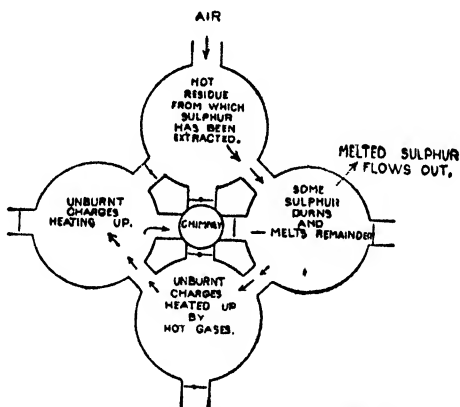 AIR
HOT
RESIDUE
FROM WHICH
SULPHUR
HAS BEEN
EXTRACTED.
MELTED SULPHUR
FLOWS OUT.
UNBURNT
CHARGES
HEATING UP.
CHIMNEY
SOME
SULPHUR
BURNS
AND
MELTS REMAINDER
UNBURNT
CHARGES
HEATED UP
BY
HOT GASES.